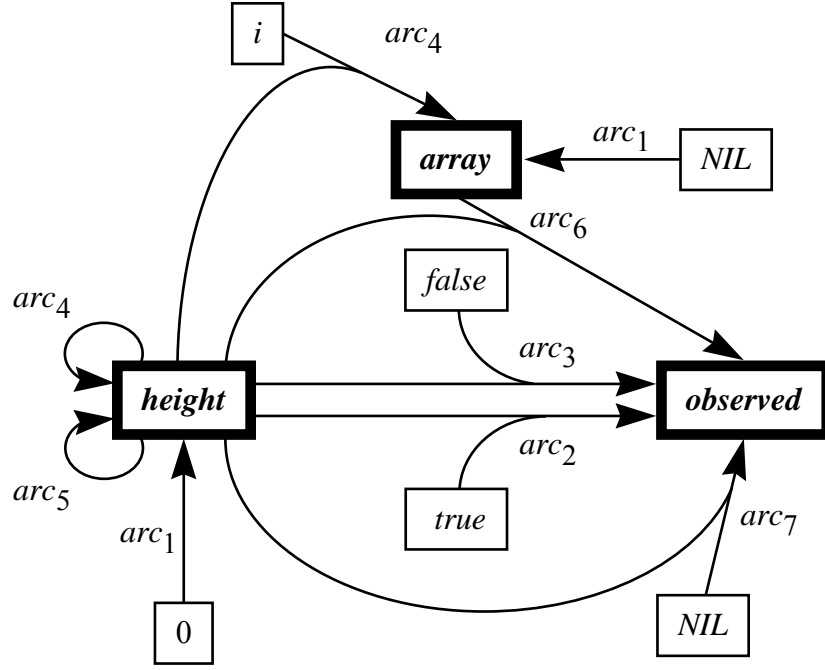 i
arc4
array
arc1
NIL
arc6
false
arc4
arc3
height
observed
arc2
arc5
true
arc7
arc1
0
NIL